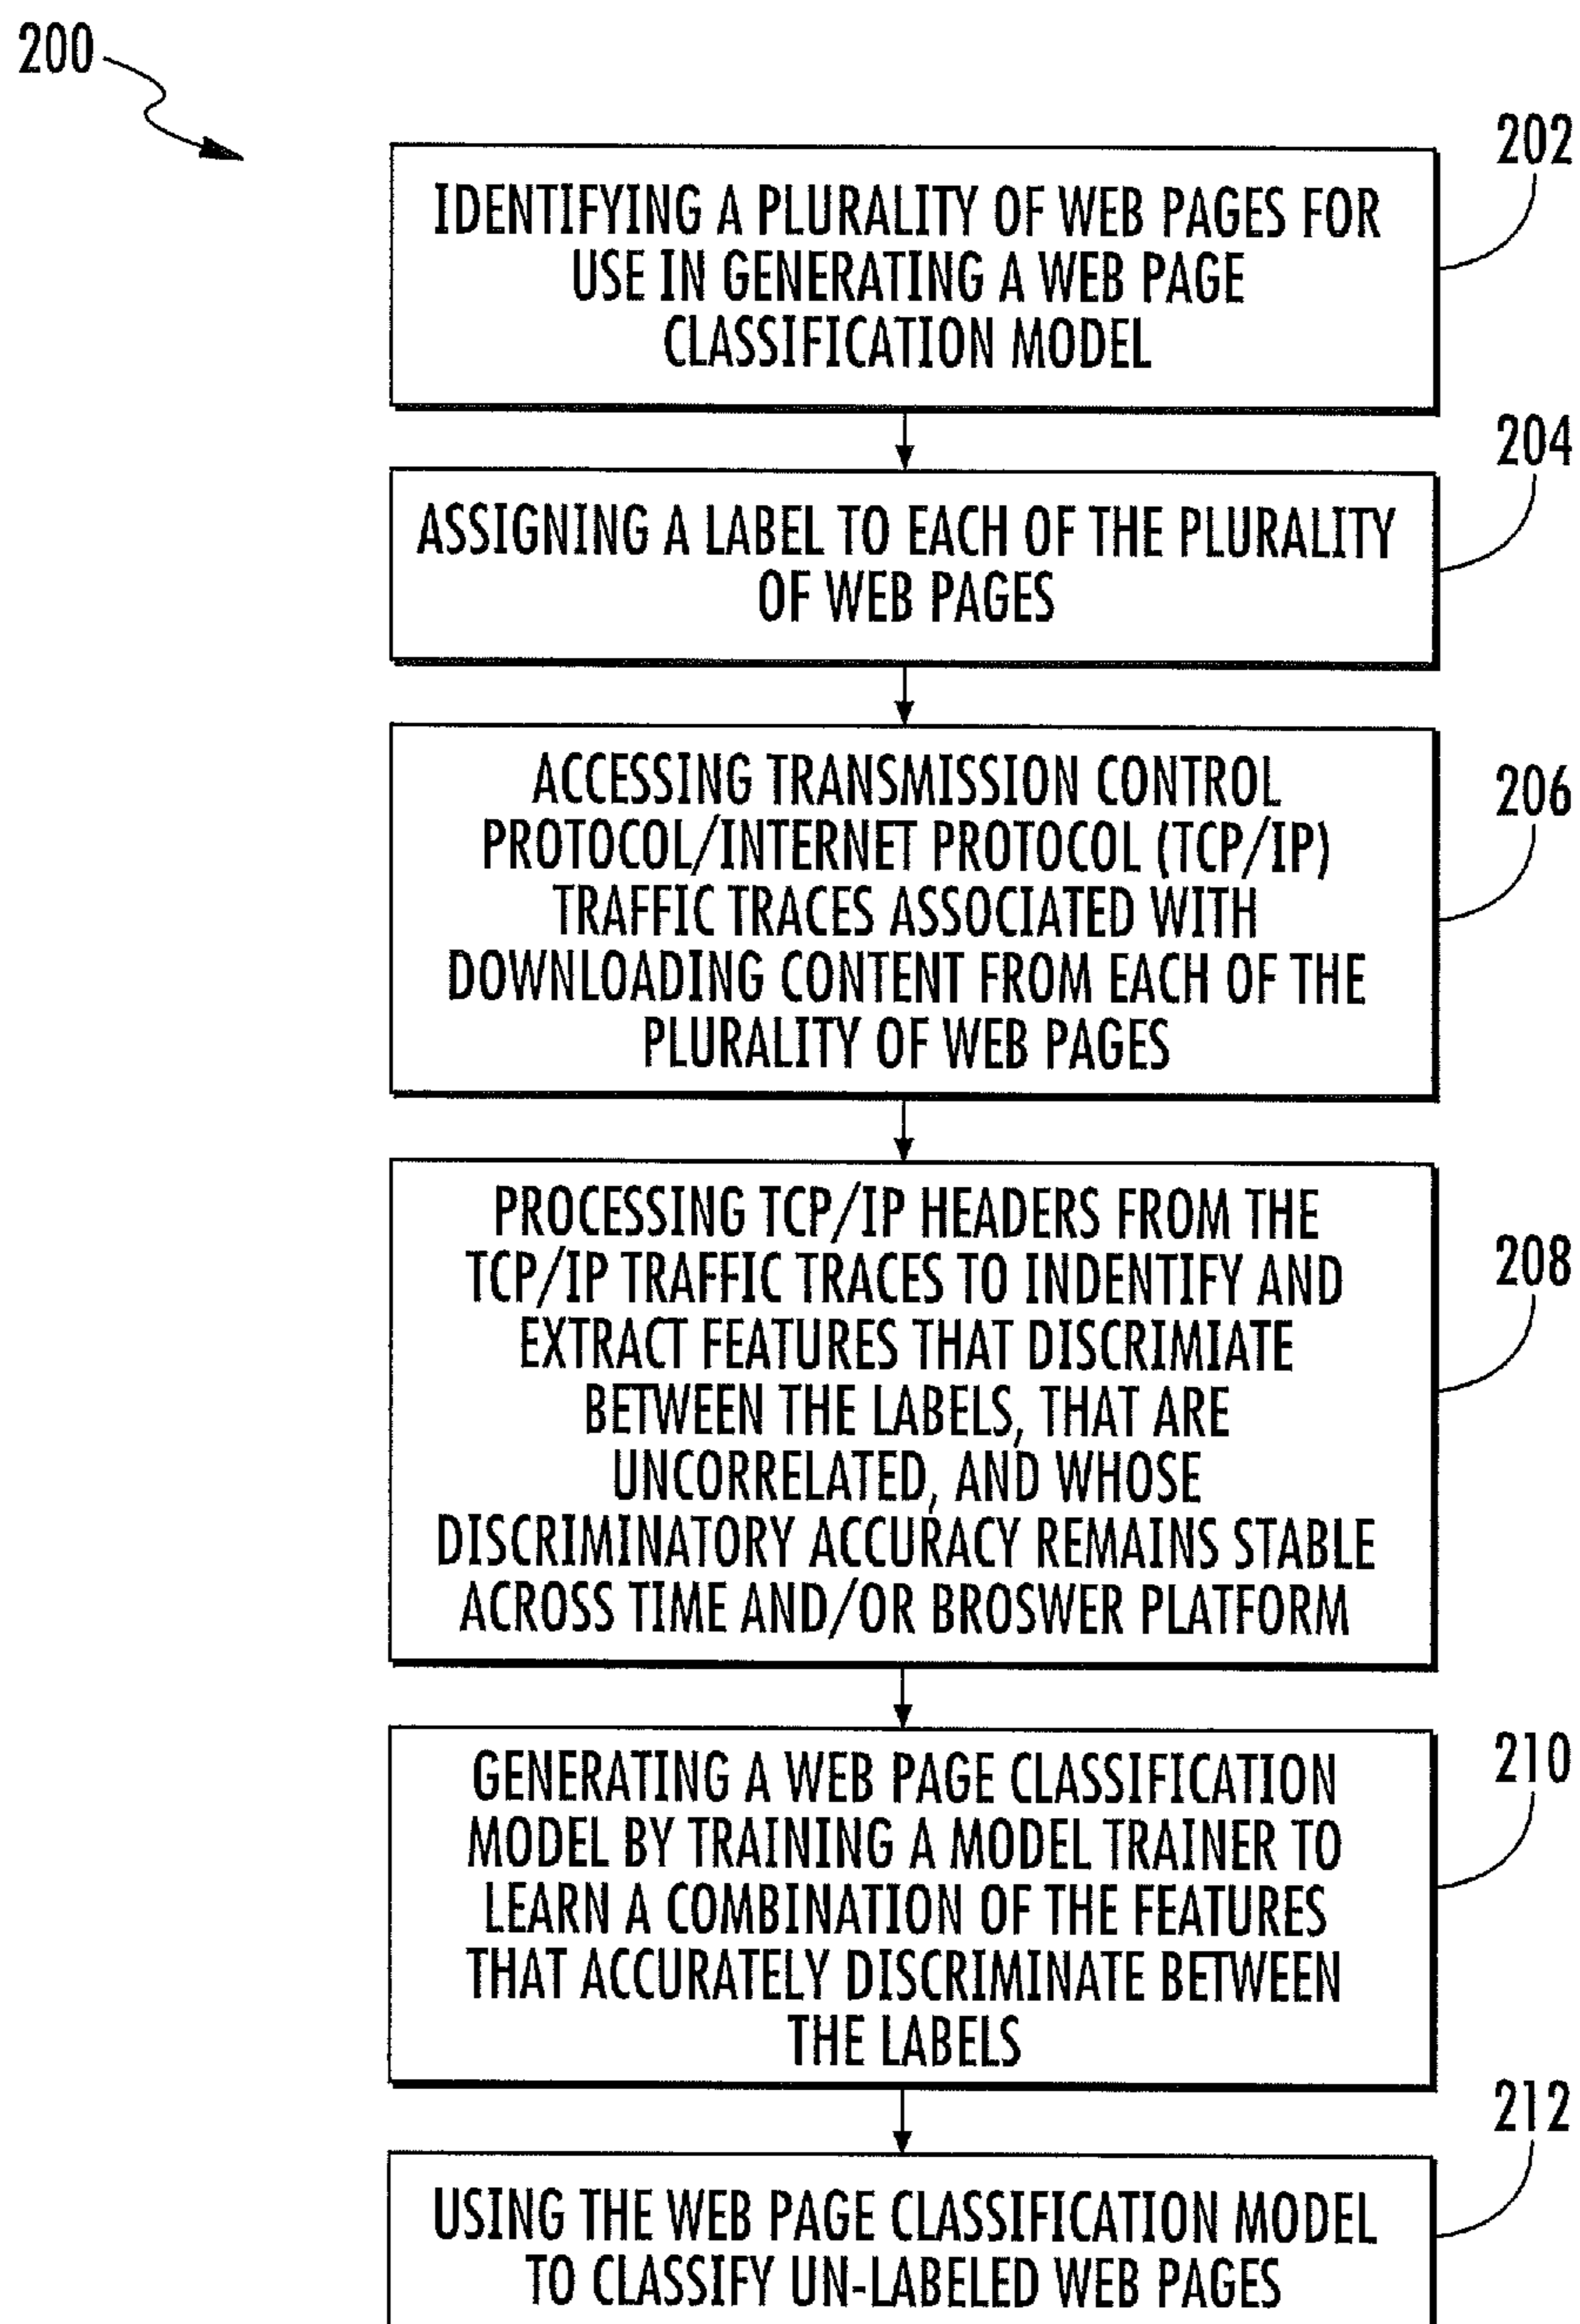 200
202
IDENTIFYING A PLURALITY OF WEB PAGES FOR
USE IN GENERATING A WEB PAGE
CLASSIFICATION MODEL
204
ASSIGNING A LABEL TO EACH OF THE PLURALITY
OF WEB PAGES
206
ACCESSING TRANSMISSION CONTROL
PROTOCOL/INTERNET PROTOCOL (TCP/IP)
TRAFFIC TRACES ASSOCIATED WITH
DOWNLOADING CONTENT FROM EACH OF THE
PLURALITY OF WEB PAGES
208
PROCESSING TCP/IP HEADERS FROM THE
TCP/IP TRAFFIC TRACES TO INDENTIFY AND
EXTRACT FEATURES THAT DISCRIMIATE
BETWEEN THE LABELS, THAT ARE
UNCORRELATED, AND WHOSE
DISCRIMINATORY ACCURACY REMAINS STABLE
ACROSS TIME AND/OR BROSWER PLATFORM
210
GENERATING A WEB PAGE CLASSIFICATION
MODEL BY TRAINING A MODEL TRAINER TO
LEARN A COMBINATION OF THE FEATURES
THAT ACCURATELY DISCRIMINATE BETWEEN
THE LABELS
212
USING THE WEB PAGE CLASSIFICATION MODEL
TO CLASSIFY UN-LABELED WEB PAGES